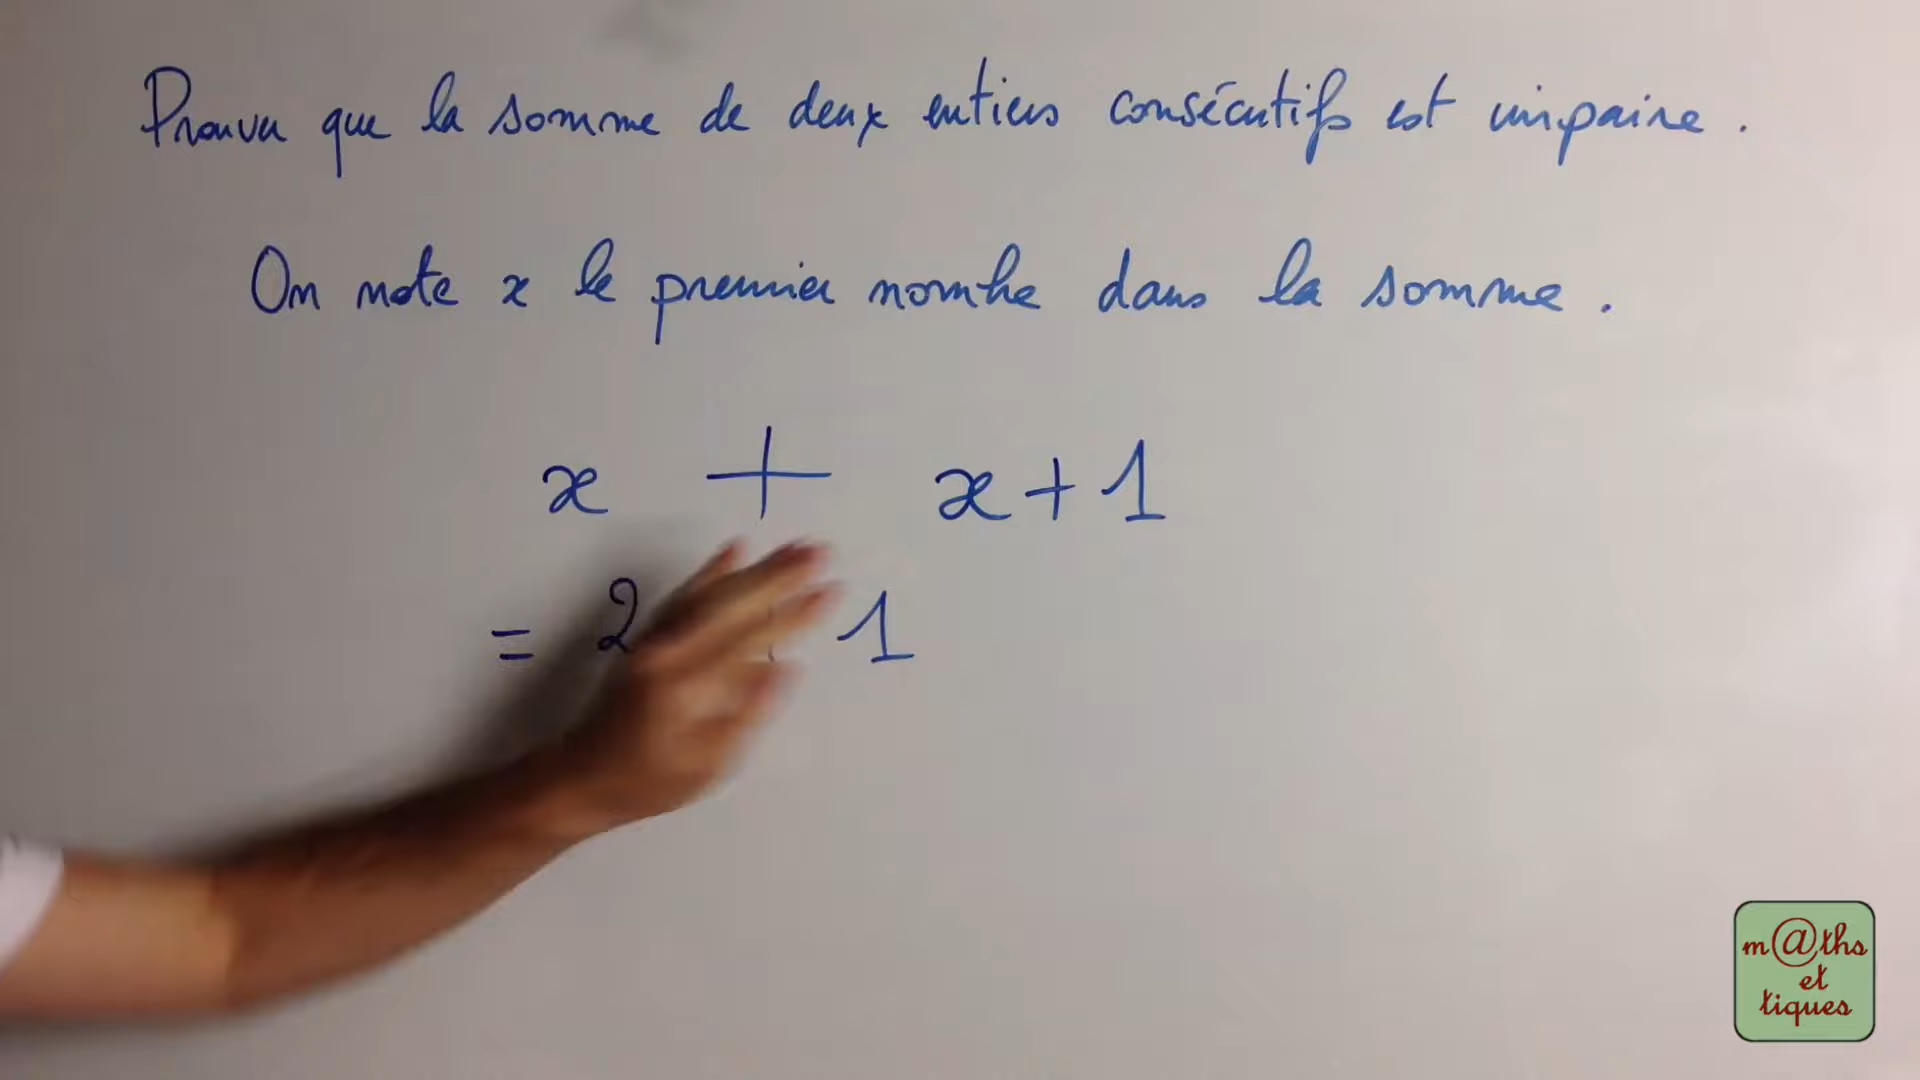 Prouver que la somme de deux entiers consécutifs est impaire.
On note x le premier nombre dans la somme.
x + x+1
= 2 + 1
m@ths
et
tiques